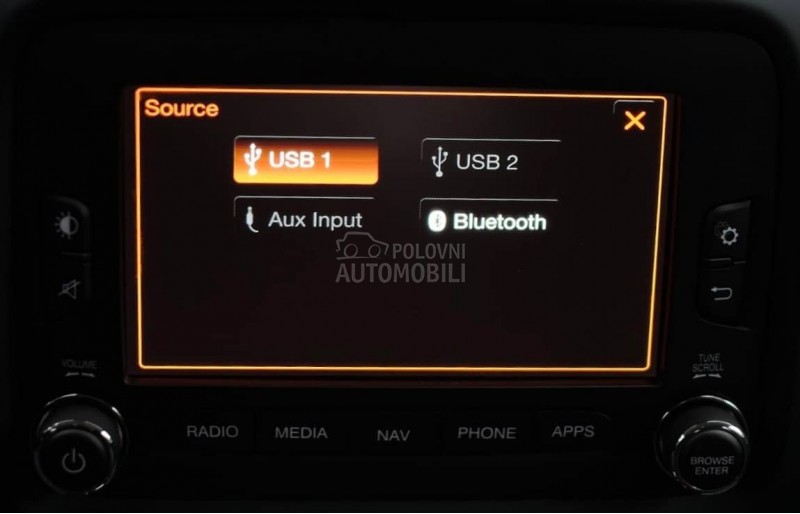 Source
USB 1
USB 2
Aux Input
Bluetooth
POLOVNI
AUTOMOBILI
VOLUME
TUNE
SCROLL
RADIO
MEDIA
NAV
PHONE
APPS
BROWSE
ENTER